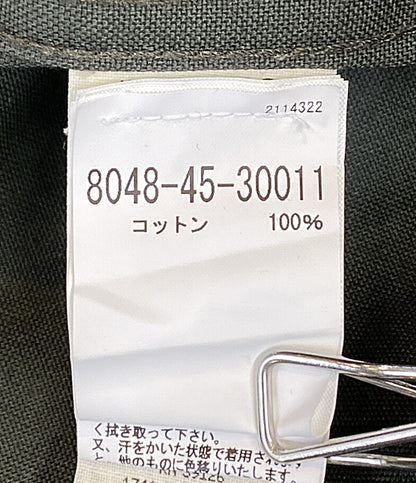 2114322
8048-45-30011
コットン 100%
く拭き取って下さい。
又、汗をかいた状態で着用され
と、他のものに色移りいたします。